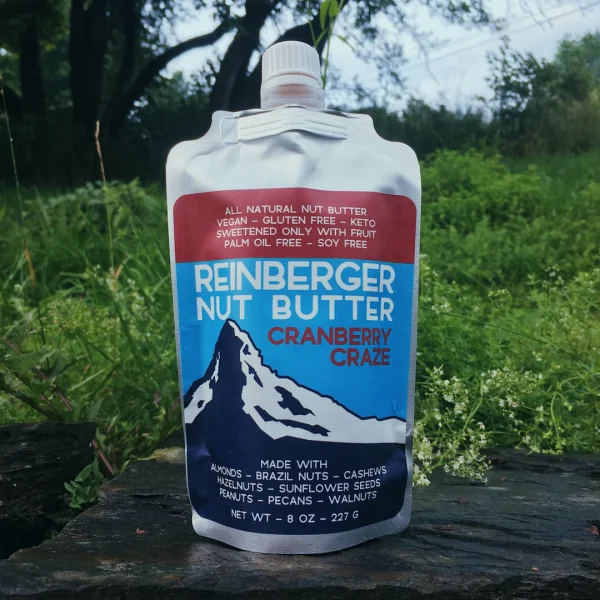 ALL NATURAL NUT BUTTER
VEGAN – GLUTEN FREE – KETO
SWEETENED ONLY WITH FRUIT
PALM OIL FREE – SOY FREE
REINBERGER
NUT BUTTER
CRANBERRY
CRAZE
MADE WITH
ALMONDS – BRAZIL NUTS – CASHEWS
HAZELNUTS – SUNFLOWER SEEDS
PEANUTS – PECANS – WALNUTS
NET WT – 8 OZ – 227 G